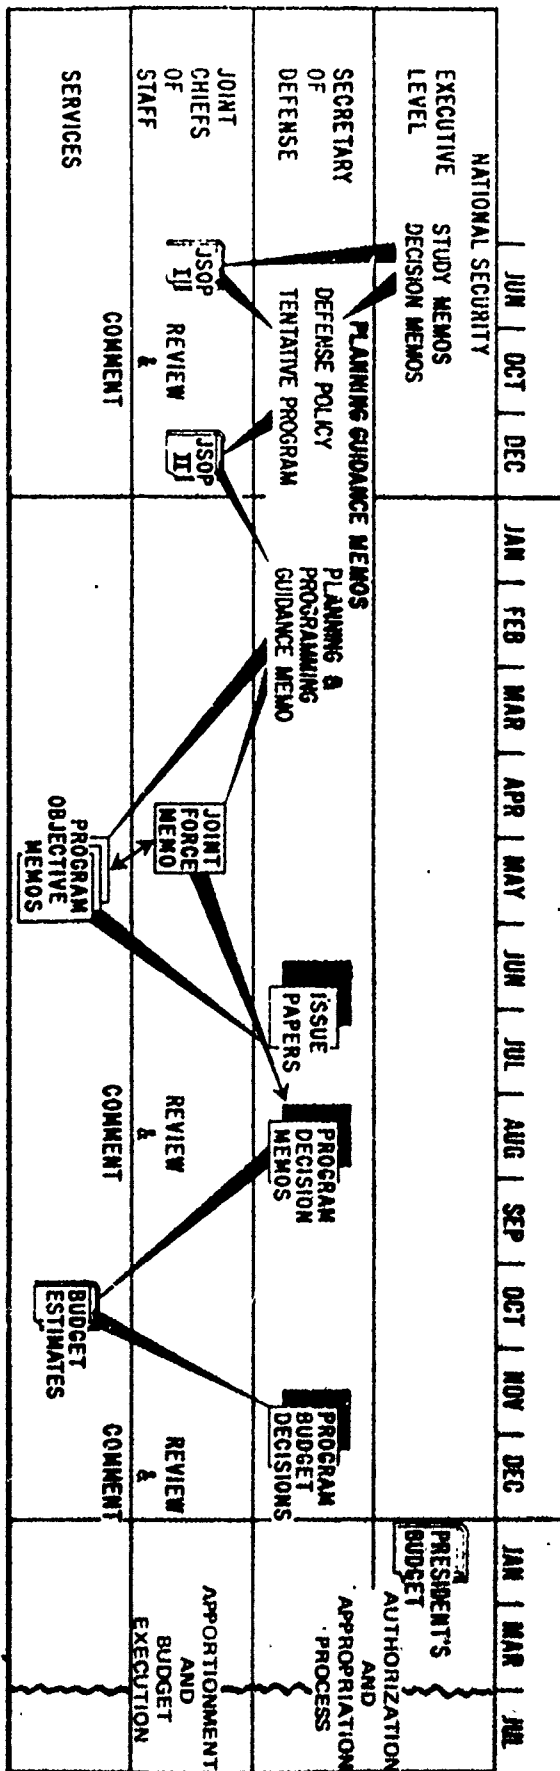 JUN | OCT | DEC
JAN | FEB | MAR | APR | MAY | JUN | JUL | AUG | SEP | OCT | NOV | DEC
JAN | MAR | JUL
NATIONAL SECURITY
EXECUTIVE
LEVEL
STUDY MEMOS
DECISION MEMOS
PRESIDENT'S
BUDGET
AUTHORIZATION
AND
APPROPRIATION
PROCESS
SECRETARY
OF
DEFENSE
PLANNING GUIDANCE MEMOS
DEFENSE POLICY
TENTATIVE PROGRAM
PLANNING &
PROGRAMMING
GUIDANCE MEMO
ISSUE
PAPERS
PROGRAM
DECISION
MEMOS
PROGRAM
BUDGET
DECISIONS
JOINT
CHIEFS
OF
STAFF
JSOP
I
JSOP
II
JOINT
FORCE
MEMO
APPORTIONMENT
AND
BUDGET
EXECUTION
SERVICES
REVIEW
&
COMMENT
PROGRAM
OBJECTIVE
MEMOS
REVIEW
&
COMMENT
BUDGET
ESTIMATES
REVIEW
&
COMMENT